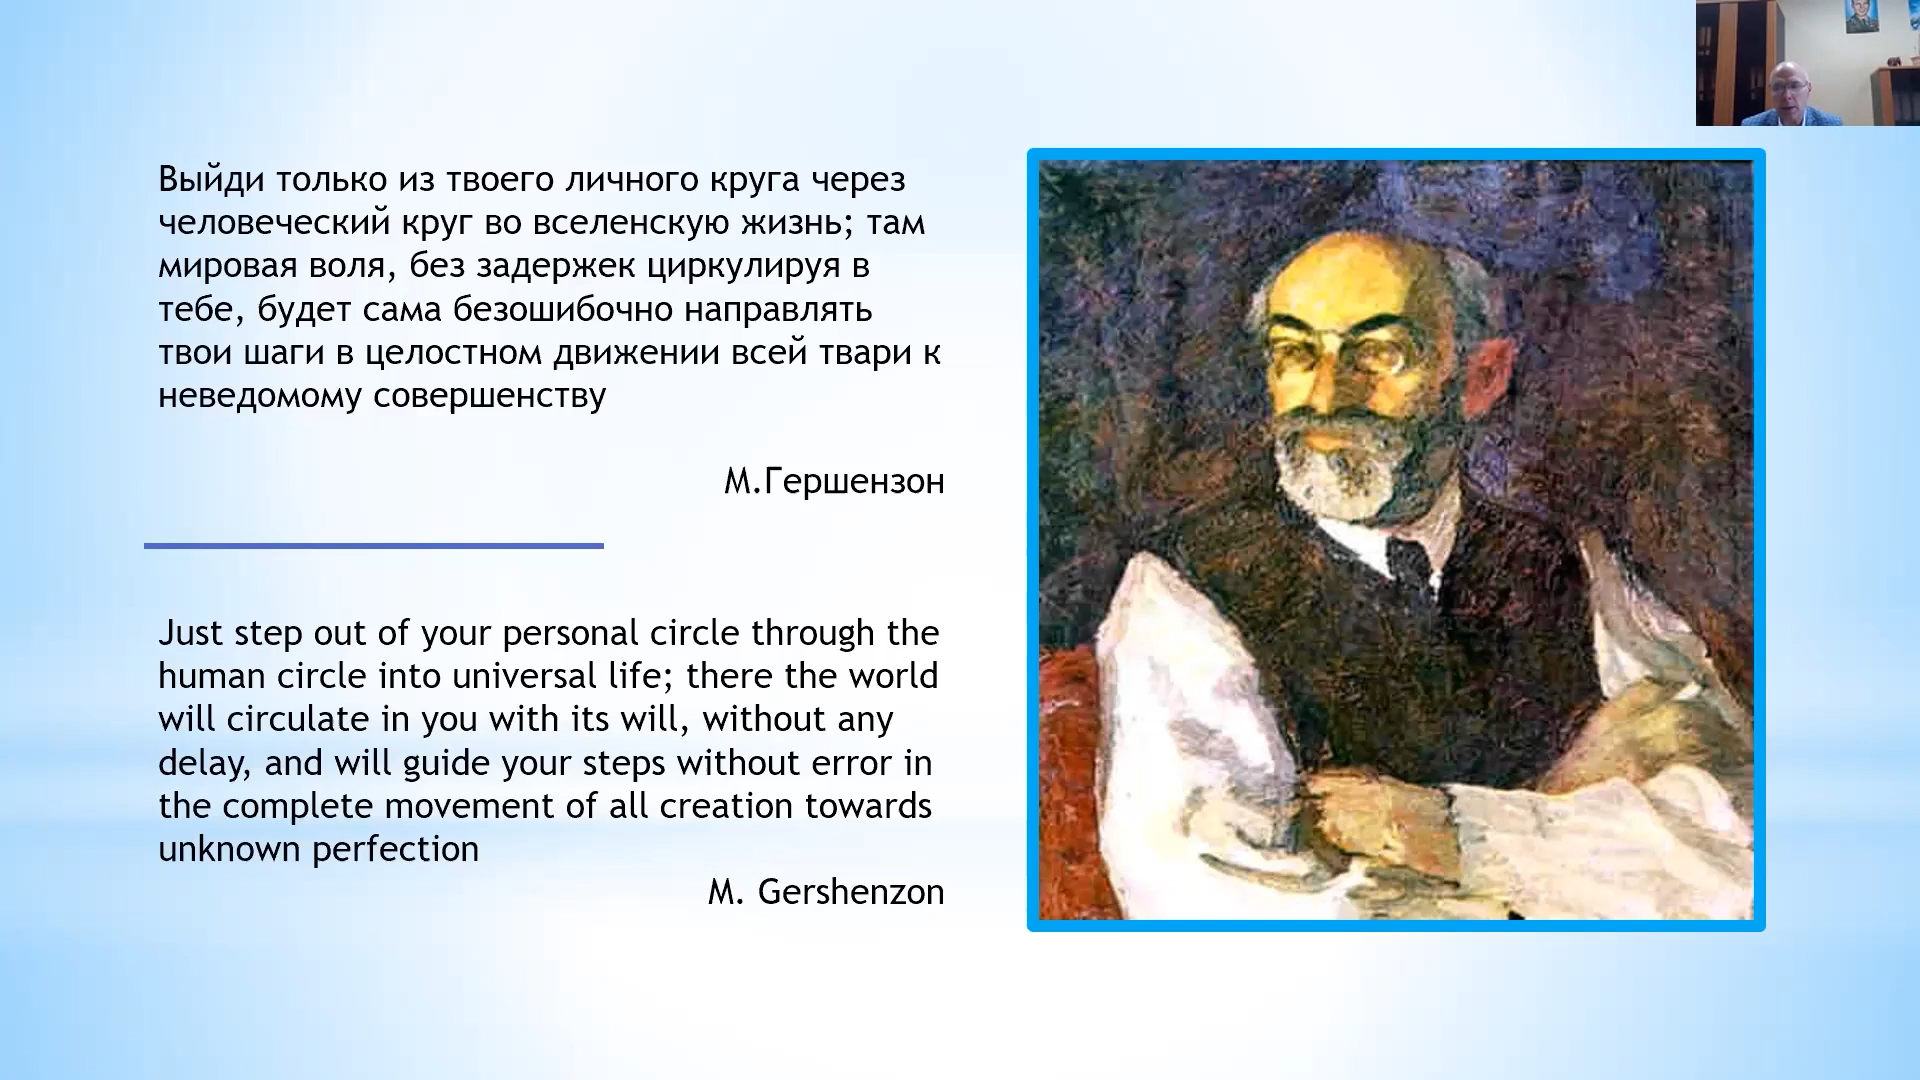 Выйди только из твоего личного круга через
человеческий круг во вселенскую жизнь; там
мировая воля, без задержек циркулируя в
тебе, будет сама безошибочно направлять
твои шаги в целостном движении всей твари к
неведомому совершенству
М.Гершензон
Just step out of your personal circle through the
human circle into universal life; there the world
will circulate in you with its will, without any
delay, and will guide your steps without error in
the complete movement of all creation towards
unknown perfection
M. Gershenzon